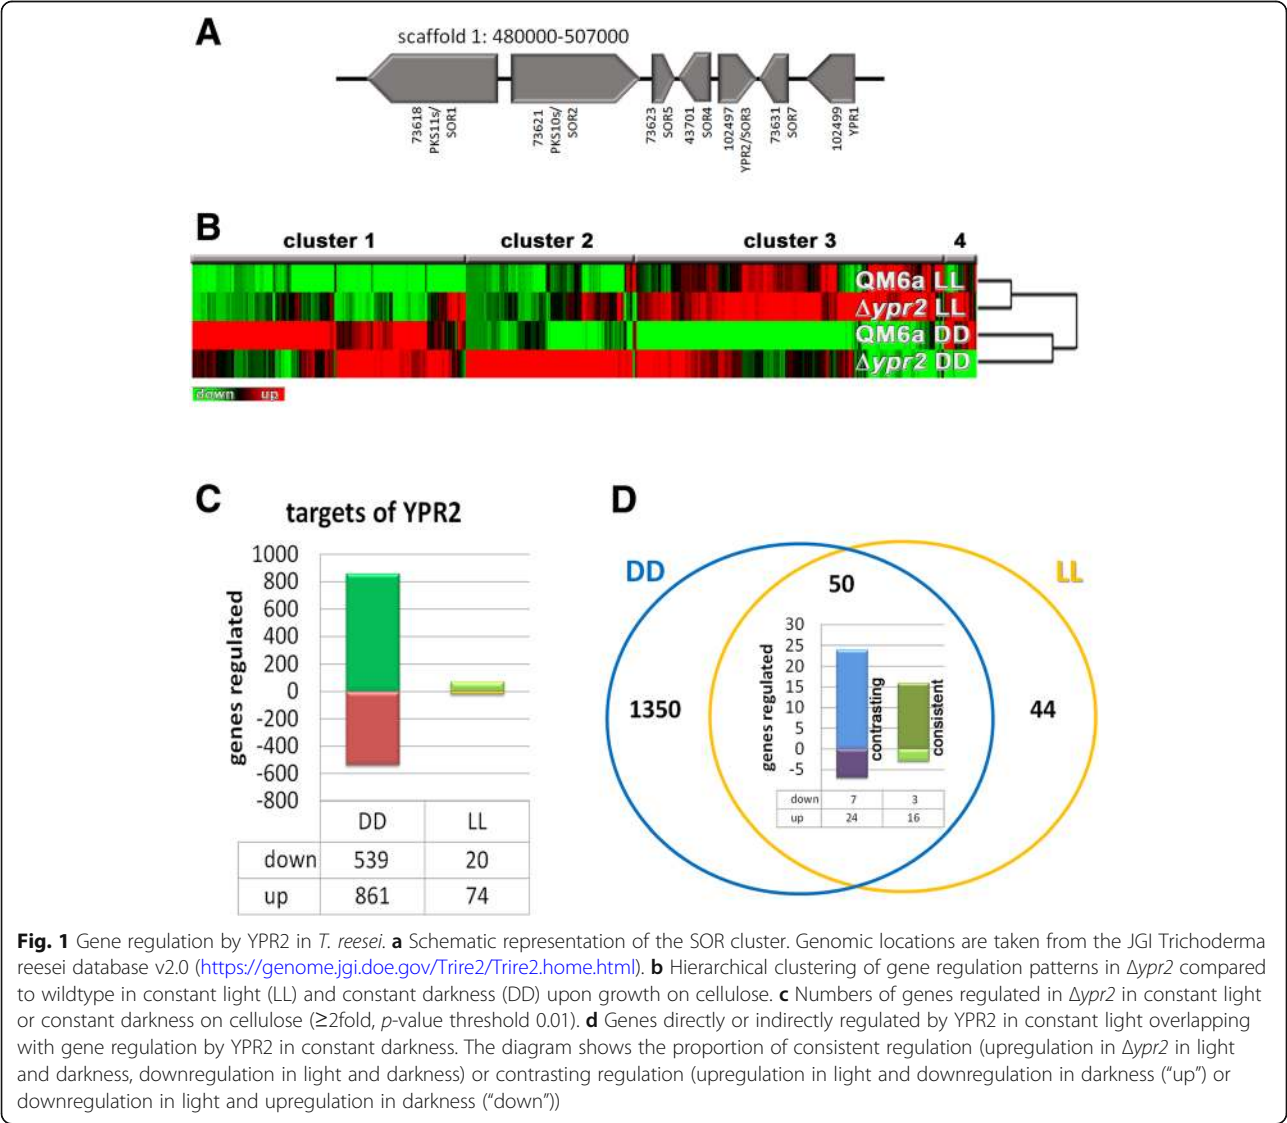 A
scaffold 1: 480000-507000
73618
PKS11s/
SOR1
73621
PKS10s/
SOR2
73623
SOR5
43701
SOR4
102497
YPR2/SOR3
73631
SOR7
102499
YPR1
B
cluster 1 cluster 2 cluster 3 4
QM6a LL
Δypr2 LL
QM6a DD
Δypr2 DD
down up
C
targets of YPR2
genes regulated
1000
800
600
400
200
0
-200
-400
-600
-800
DD LL
down 539 20
up 861 74
D
DD
LL
50
1350
44
genes regulated
30
25
20
15
10
5
0
-5
contrasting
consistent
down 7 3
up 24 16
Fig. 1 Gene regulation by YPR2 in T. reesei. a Schematic representation of the SOR cluster. Genomic locations are taken from the JGI Trichoderma
reesei database v2.0 (https://genome.jgi.doe.gov/Trire2/Trire2.home.html). b Hierarchical clustering of gene regulation patterns in Δypr2 compared
to wildtype in constant light (LL) and constant darkness (DD) upon growth on cellulose. c Numbers of genes regulated in Δypr2 in constant light
or constant darkness on cellulose (≥2fold, p-value threshold 0.01). d Genes directly or indirectly regulated by YPR2 in constant light overlapping
with gene regulation by YPR2 in constant darkness. The diagram shows the proportion of consistent regulation (upregulation in Δypr2 in light
and darkness, downregulation in light and darkness) or contrasting regulation (upregulation in light and downregulation in darkness (“up”) or
downregulation in light and upregulation in darkness (“down”))